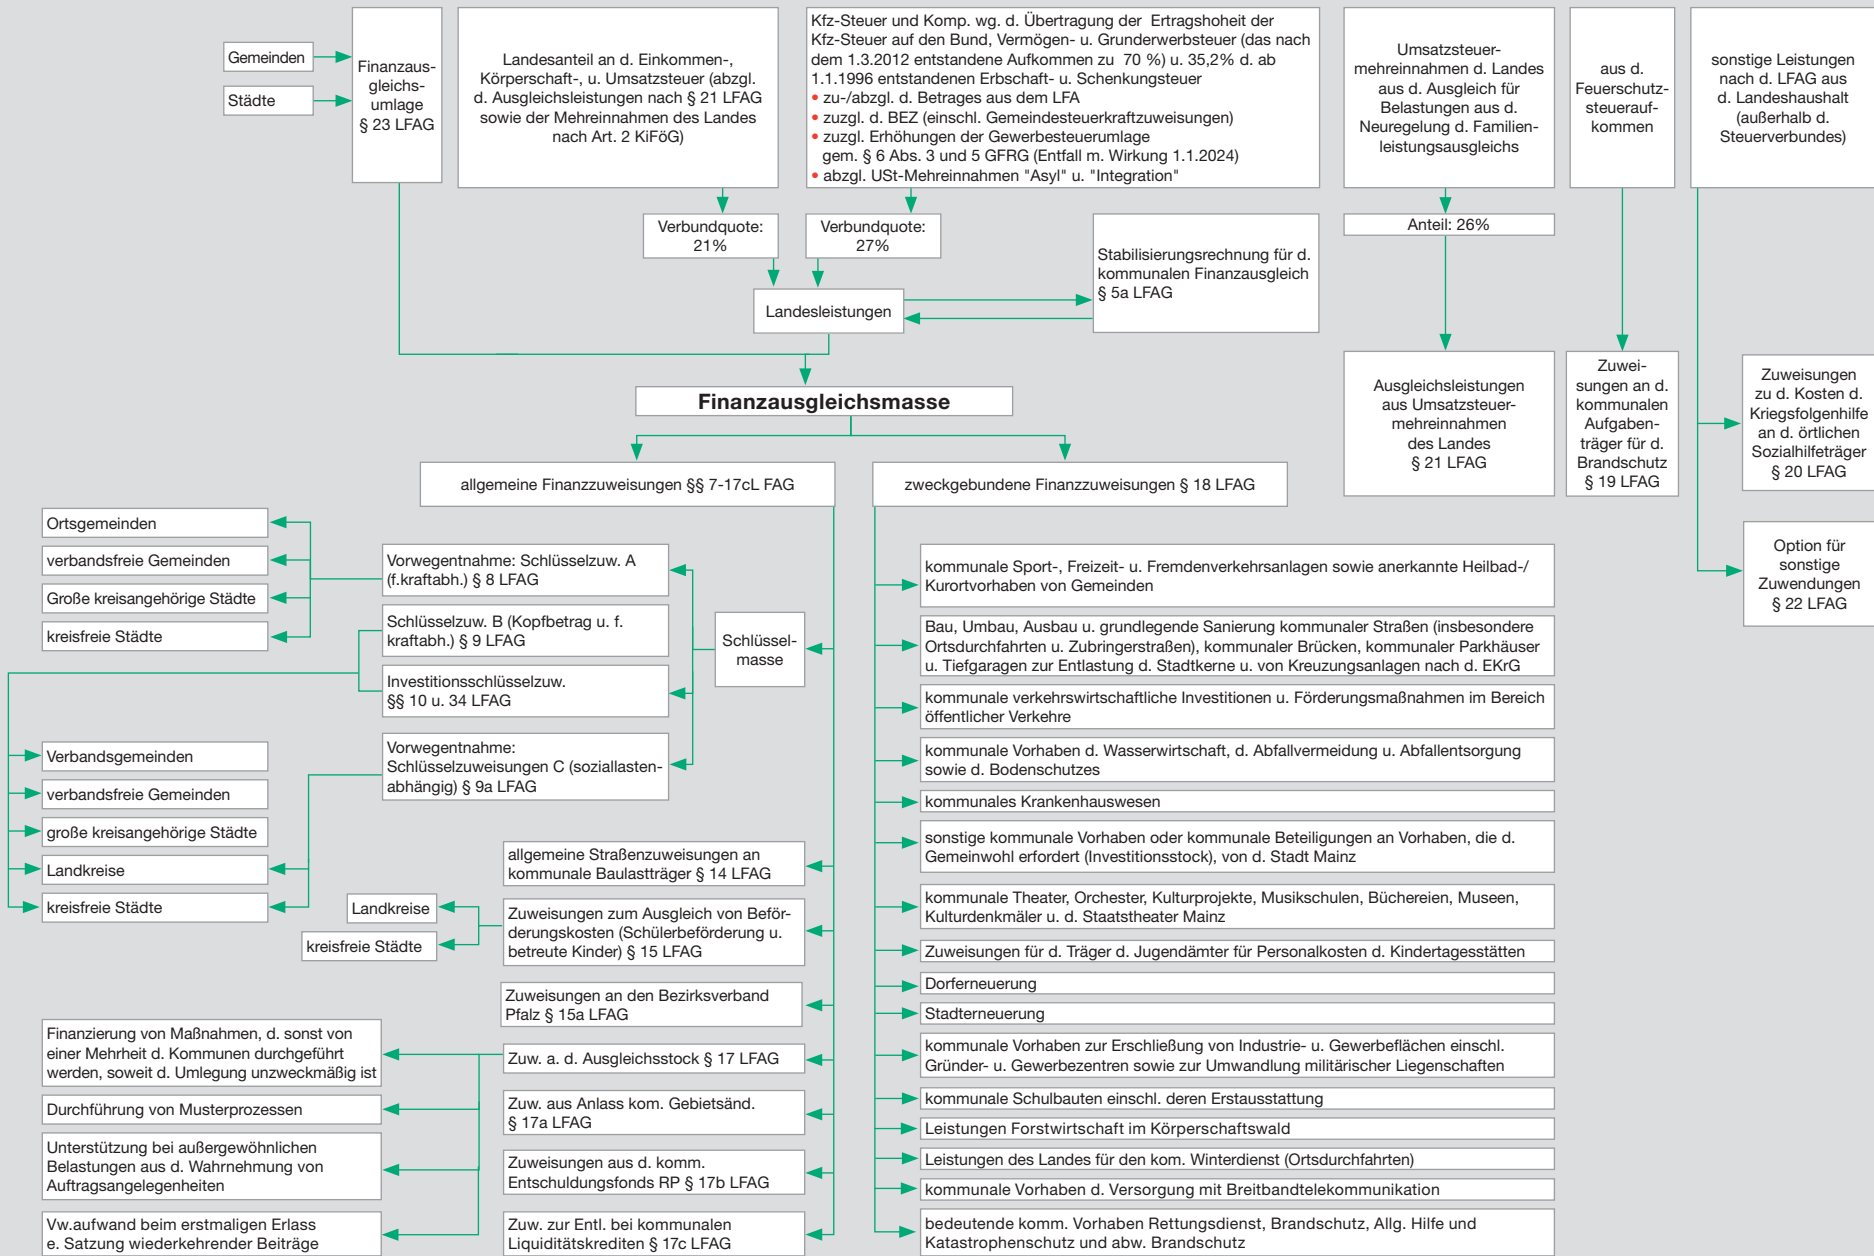 Gemeinden
Städte
Finanzaus-
gleichs-
umlage
§ 23 LFAG
Landesanteil an d. Einkommen-,
Körperschaft-, u. Umsatzsteuer (abzgl.
d. Ausgleichsleistungen nach § 21 LFAG
sowie der Mehreinnahmen des Landes
nach Art. 2 KiFöG)
Kfz-Steuer und Komp. wg. d. Übertragung der Ertragshoheit der
Kfz-Steuer auf den Bund, Vermögen- u. Grunderwerbsteuer (das nach
dem 1.3.2012 entstandene Aufkommen zu 70 %) u. 35,2% d. ab
1.1.1996 entstandenen Erbschaft- u. Schenkungsteuer
• zu-/abzgl. d. Betrages aus dem LFA
• zuzgl. d. BEZ (einschl. Gemeindesteuerkraftzuweisungen)
• zuzgl. Erhöhungen der Gewerbesteuerumlage
gem. § 6 Abs. 3 und 5 GFRG (Entfall m. Wirkung 1.1.2024)
• abzgl. USt-Mehreinnahmen "Asyl" u. "Integration"
Umsatzsteuer-
mehreinnahmen d. Landes
aus d. Ausgleich für
Belastungen aus d.
Neuregelung d. Familien-
leistungsausgleichs
aus d.
Feuerschutz-
steuerauf-
kommen
sonstige Leistungen
nach d. LFAG aus
d. Landeshaushalt
(außerhalb d.
Steuerverbundes)
Verbundquote:
21%
Verbundquote:
27%
Stabilisierungsrechnung für d.
kommunalen Finanzausgleich
§ 5a LFAG
Anteil: 26%
Landesleistungen
Finanzausgleichsmasse
Ausgleichsleistungen
aus Umsatzsteuer-
mehreinnahmen
des Landes
§ 21 LFAG
Zuwei-
sungen an d.
kommunalen
Aufgaben-
träger für d.
Brandschutz
§ 19 LFAG
Zuweisungen
zu d. Kosten d.
Kriegsfolgenhilfe
an d. örtlichen
Sozialhilfeträger
§ 20 LFAG
Option für
sonstige
Zuwendungen
§ 22 LFAG
allgemeine Finanzzuweisungen §§ 7-17cL FAG
zweckgebundene Finanzzuweisungen § 18 LFAG
Ortsgemeinden
verbandsfreie Gemeinden
Große kreisangehörige Städte
kreisfreie Städte
Vorwegentnahme: Schlüsselzuw. A
(f.kraftabh.) § 8 LFAG
Schlüsselzuw. B (Kopfbetrag u. f.
kraftabh.) § 9 LFAG
Investitionsschlüsselzuw.
§§ 10 u. 34 LFAG
Vorwegentnahme:
Schlüsselzuweisungen C (soziallasten-
abhängig) § 9a LFAG
Schlüssel-
masse
Verbandsgemeinden
verbandsfreie Gemeinden
große kreisangehörige Städte
Landkreise
kreisfreie Städte
allgemeine Straßenzuweisungen an
kommunale Baulastträger § 14 LFAG
Landkreise
kreisfreie Städte
Zuweisungen zum Ausgleich von Beför-
derungskosten (Schülerbeförderung u.
betreute Kinder) § 15 LFAG
Zuweisungen an den Bezirksverband
Pfalz § 15a LFAG
Zuw. a. d. Ausgleichsstock § 17 LFAG
Zuw. aus Anlass kom. Gebietsänd.
§ 17a LFAG
Zuweisungen aus d. komm.
Entschuldungsfonds RP § 17b LFAG
Zuw. zur Entl. bei kommunalen
Liquiditätskrediten § 17c LFAG
Finanzierung von Maßnahmen, d. sonst von
einer Mehrheit d. Kommunen durchgeführt
werden, soweit d. Umlegung unzweckmäßig ist
Durchführung von Musterprozessen
Unterstützung bei außergewöhnlichen
Belastungen aus d. Wahrnehmung von
Auftragsangelegenheiten
Vw.aufwand beim erstmaligen Erlass
e. Satzung wiederkehrender Beiträge
kommunale Sport-, Freizeit- u. Fremdenverkehrsanlagen sowie anerkannte Heilbad-/
Kurortvorhaben von Gemeinden
Bau, Umbau, Ausbau u. grundlegende Sanierung kommunaler Straßen (insbesondere
Ortsdurchfahrten u. Zubringerstraßen), kommunaler Brücken, kommunaler Parkhäuser
u. Tiefgaragen zur Entlastung d. Stadtkerne u. von Kreuzungsanlagen nach d. EKrG
kommunale verkehrswirtschaftliche Investitionen u. Förderungsmaßnahmen im Bereich
öffentlicher Verkehre
kommunale Vorhaben d. Wasserwirtschaft, d. Abfallvermeidung u. Abfallentsorgung
sowie d. Bodenschutzes
kommunales Krankenhauswesen
sonstige kommunale Vorhaben oder kommunale Beteiligungen an Vorhaben, die d.
Gemeinwohl erfordert (Investitionsstock), von d. Stadt Mainz
kommunale Theater, Orchester, Kulturprojekte, Musikschulen, Büchereien, Museen,
Kulturdenkmäler u. d. Staatstheater Mainz
Zuweisungen für d. Träger d. Jugendämter für Personalkosten d. Kindertagesstätten
Dorferneuerung
Stadterneuerung
kommunale Vorhaben zur Erschließung von Industrie- u. Gewerbeflächen einschl.
Gründer- u. Gewerbezentren sowie zur Umwandlung militärischer Liegenschaften
kommunale Schulbauten einschl. deren Erstausstattung
Leistungen Forstwirtschaft im Körperschaftswald
Leistungen des Landes für den kom. Winterdienst (Ortsdurchfahrten)
kommunale Vorhaben d. Versorgung mit Breitbandtelekommunikation
bedeutende komm. Vorhaben Rettungsdienst, Brandschutz, Allg. Hilfe und
Katastrophenschutz und abw. Brandschutz